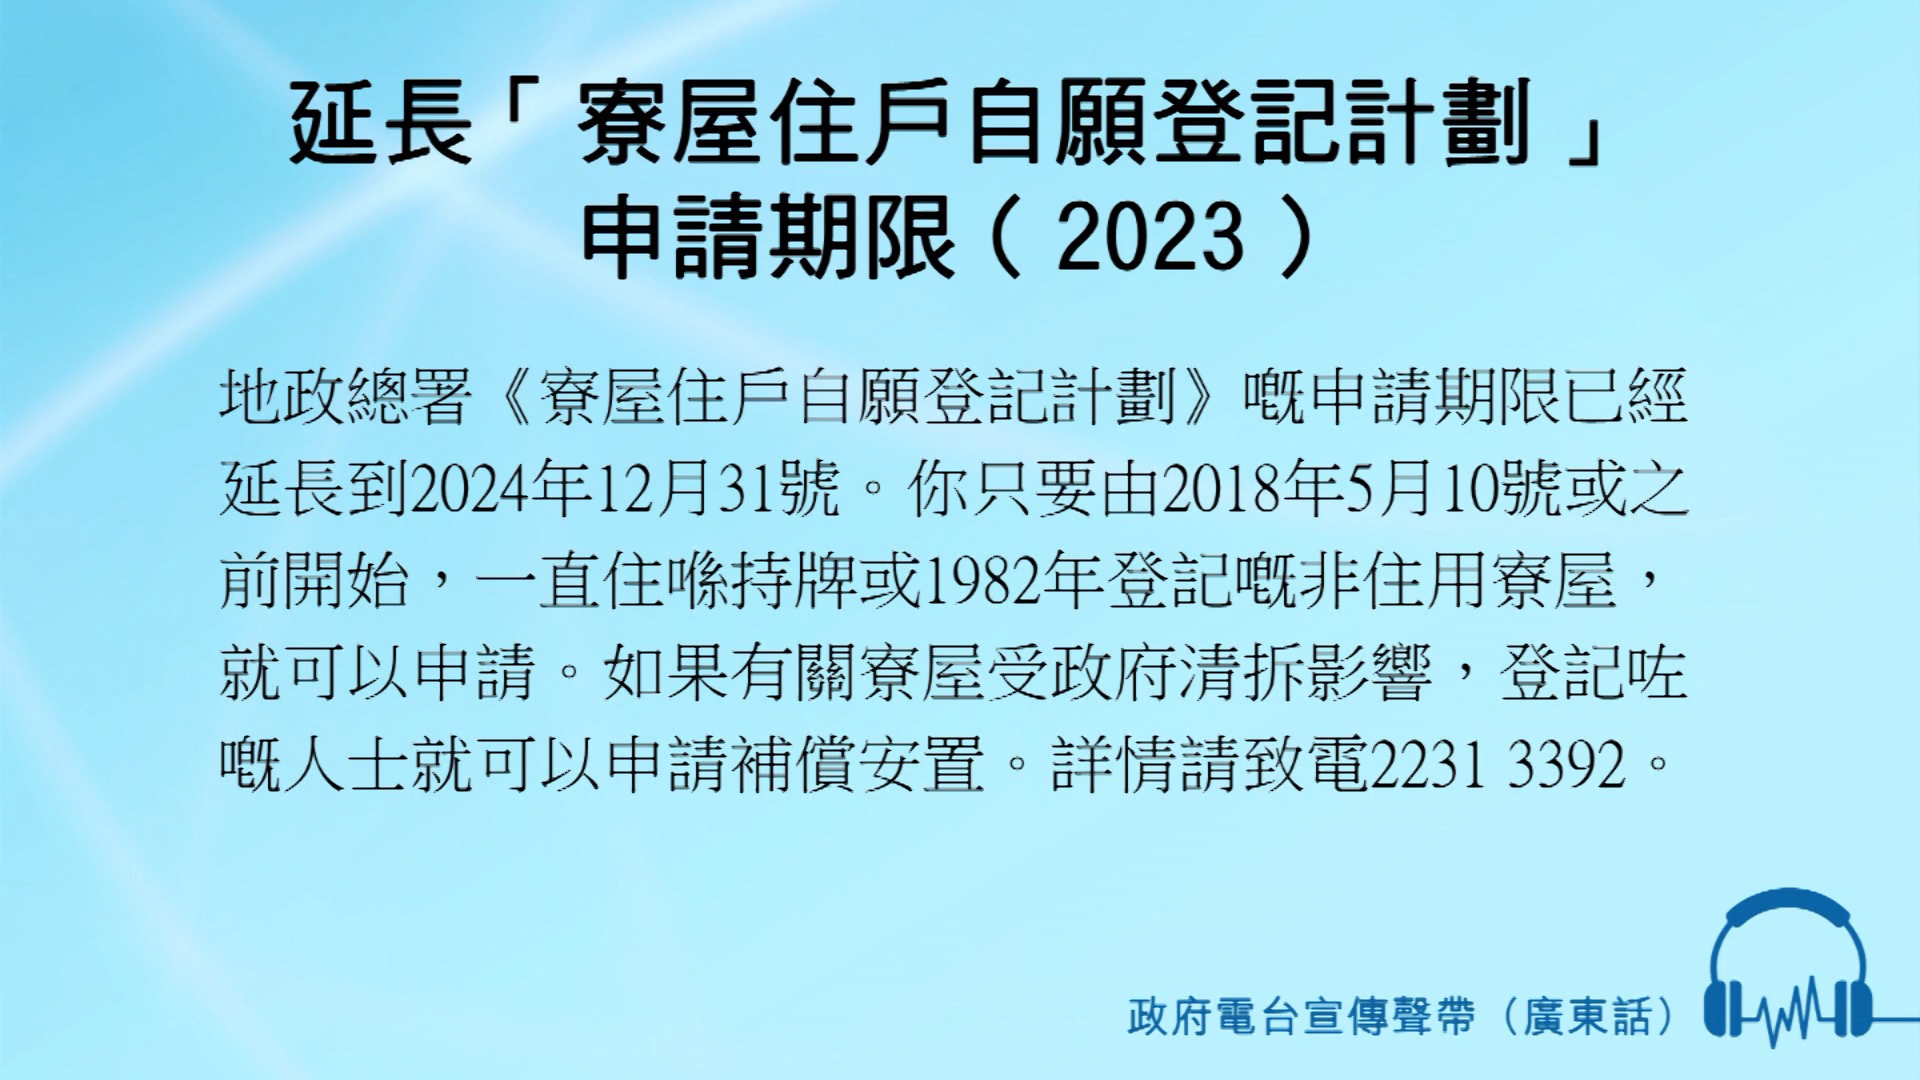 延長「寮屋住戶自願登記計劃」
申請期限（2023）
地政總署《寮屋住戶自願登記計劃》嘅申請期限已經
延長到2024年12月31號。你只要由2018年5月10號或之
前開始，一直住喺持牌或1982年登記嘅非住用寮屋，
就可以申請。如果有關寮屋受政府清拆影響，登記咗
嘅人士就可以申請補償安置。詳情請致電2231 3392。
政府電台宣傳聲帶（廣東話）